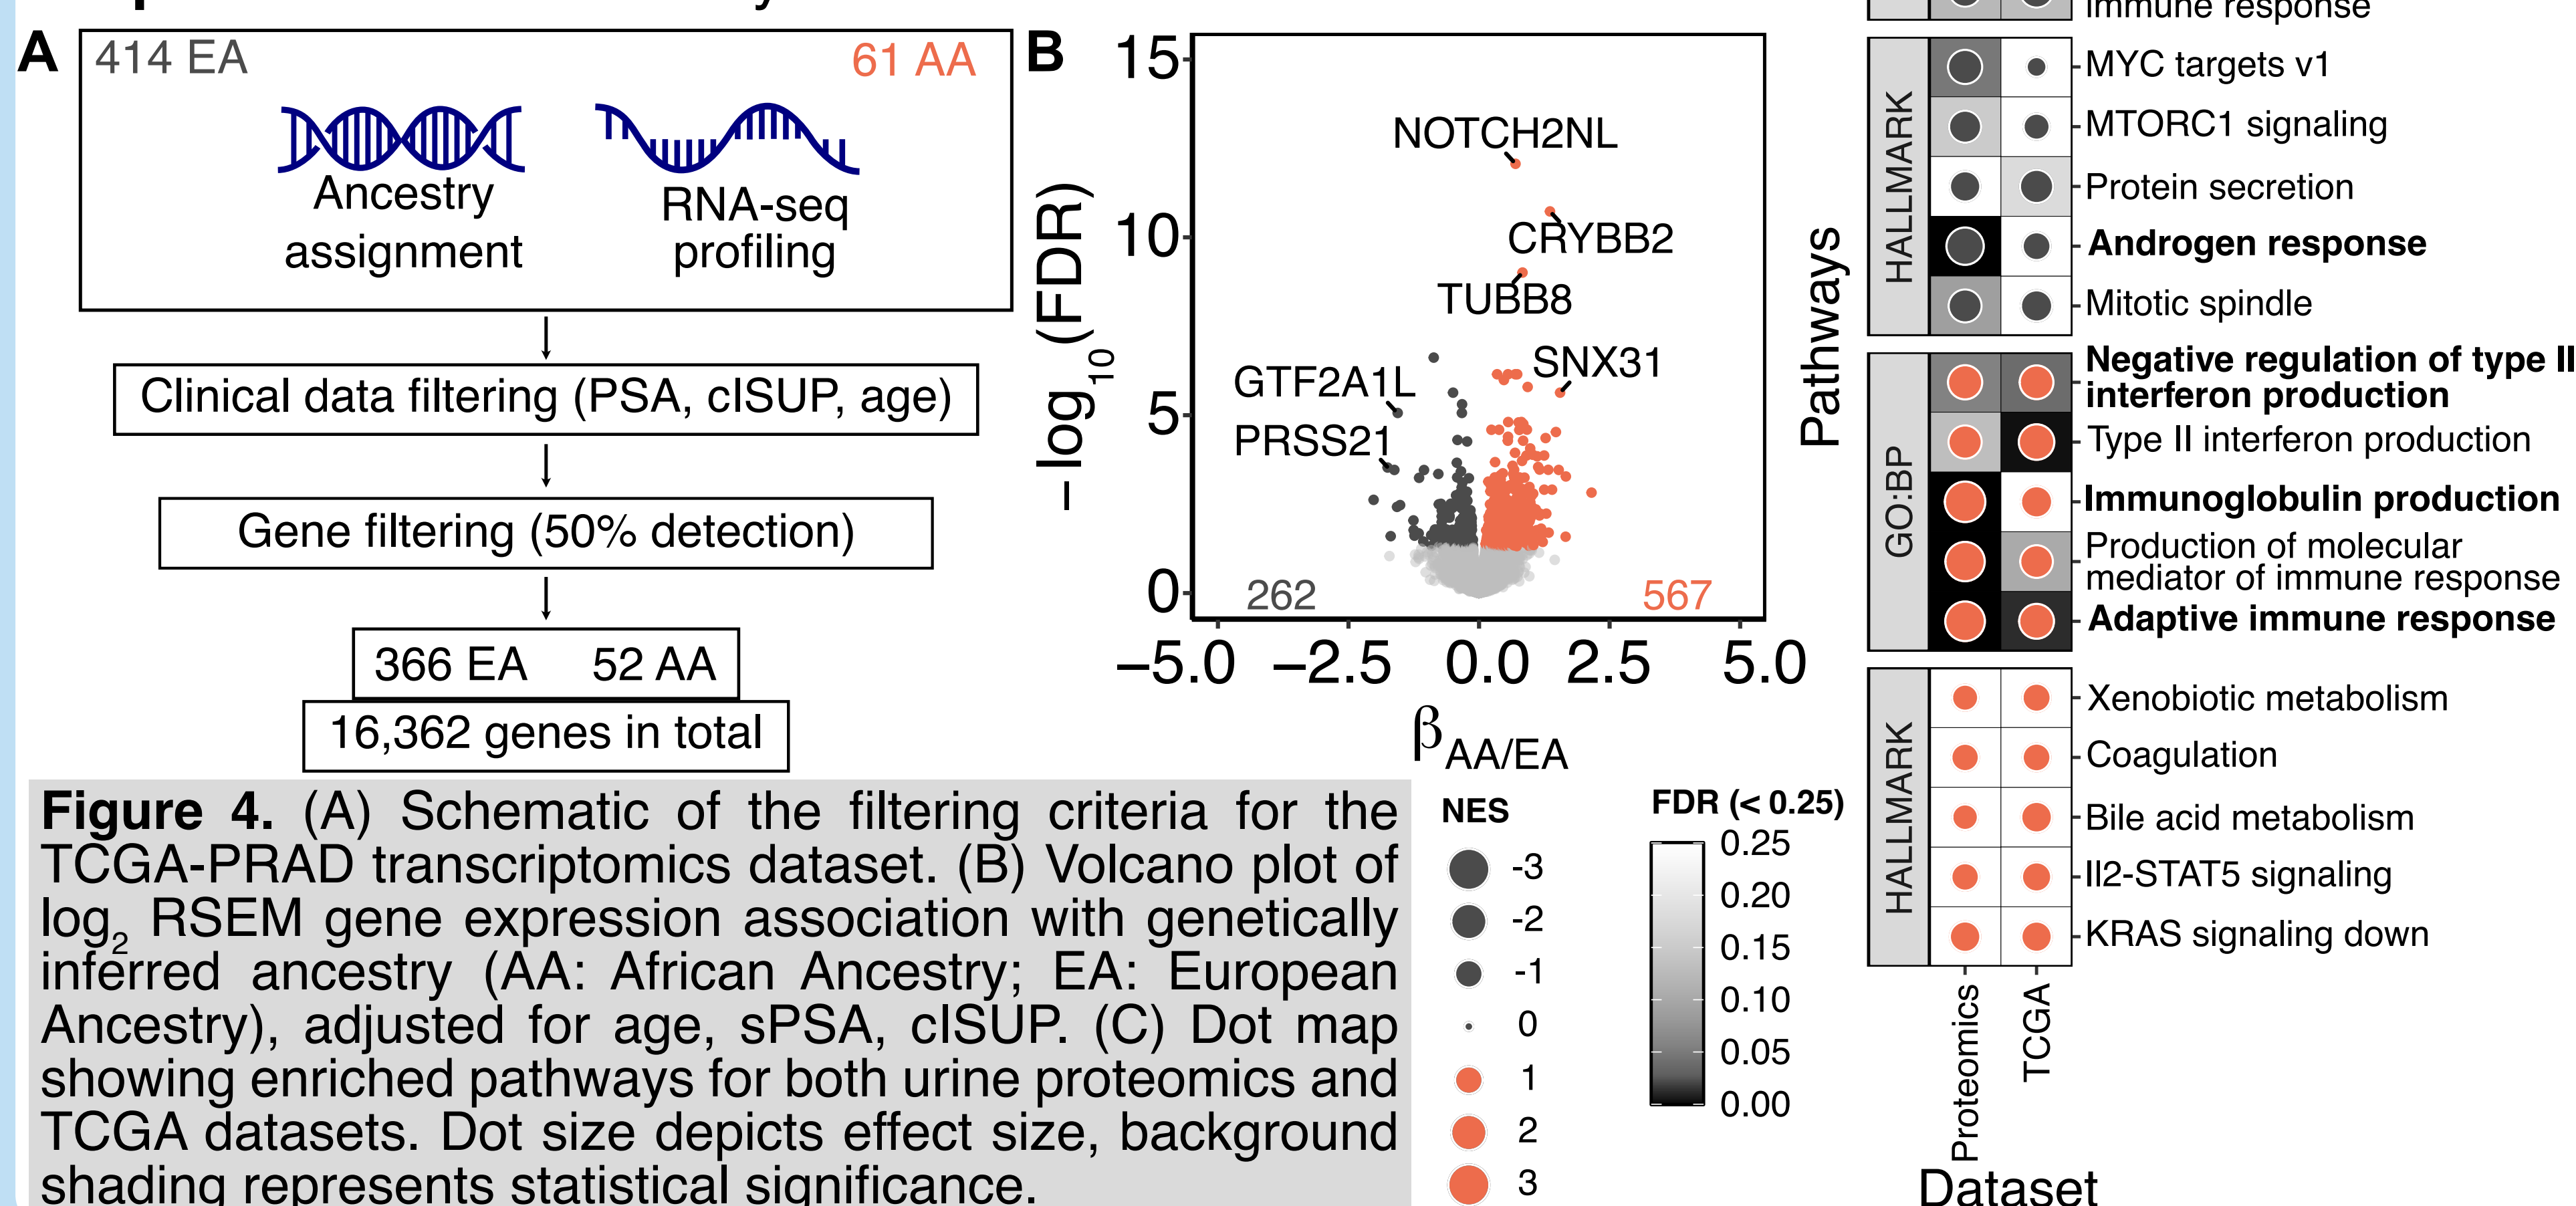 immune response
A
414 EA
61 AA
Ancestry
assignment
RNA-seq
profiling
Clinical data filtering (PSA, cISUP, age)
Gene filtering (50% detection)
366 EA 52 AA
16,362 genes in total
B
−log10 (FDR)
15
10
5
0
NOTCH2NL
CRYBB2
TUBB8
SNX31
GTF2A1L
PRSS21
262
567
−5.0 −2.5 0.0 2.5 5.0
βAA/EA
Pathways
HALLMARK
MYC targets v1
MTORC1 signaling
Protein secretion
Androgen response
Mitotic spindle
GO:BP
Negative regulation of type II
interferon production
Type II interferon production
Immunoglobulin production
Production of molecular
mediator of immune response
Adaptive immune response
HALLMARK
Xenobiotic metabolism
Coagulation
Bile acid metabolism
Il2-STAT5 signaling
KRAS signaling down
Proteomics
TCGA
Dataset
NES
-3
-2
-1
0
1
2
3
FDR (< 0.25)
0.25
0.20
0.15
0.10
0.05
0.00
Figure 4. (A) Schematic of the filtering criteria for the
TCGA-PRAD transcriptomics dataset. (B) Volcano plot of
log2 RSEM gene expression association with genetically
inferred ancestry (AA: African Ancestry; EA: European
Ancestry), adjusted for age, sPSA, cISUP. (C) Dot map
showing enriched pathways for both urine proteomics and
TCGA datasets. Dot size depicts effect size, background
shading represents statistical significance.